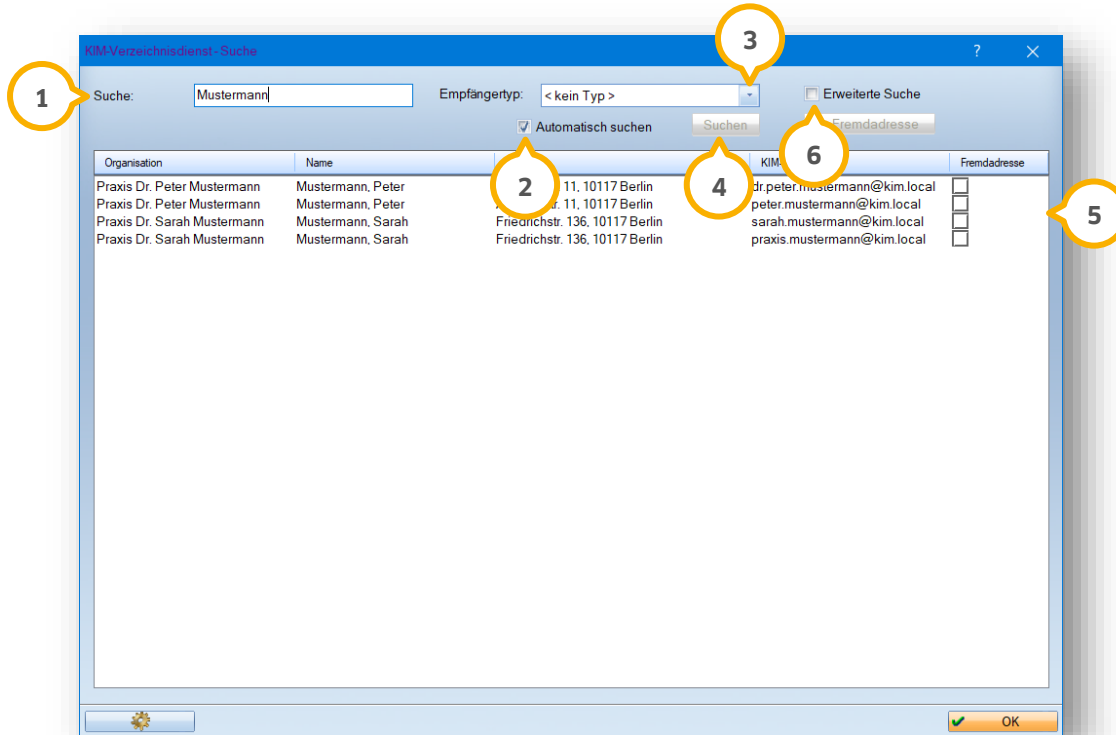 KIM-Verzeichnisdienst - Suche ?
3
1 Suche: Mustermann Empfängertyp: < kein Typ > Erweiterte Suche
Automatisch suchen Suchen Fremdadresse
2 4 6
Organisation Name KIM- Fremdadresse
Praxis Dr. Peter Mustermann Mustermann, Peter 11, 10117 Berlin dr.peter.mustermann@kim.local
Praxis Dr. Peter Mustermann Mustermann, Peter 11, 10117 Berlin peter.mustermann@kim.local
5
Praxis Dr. Sarah Mustermann Mustermann, Sarah Friedrichstr. 136, 10117 Berlin sarah.mustermann@kim.local
Praxis Dr. Sarah Mustermann Mustermann, Sarah Friedrichstr. 136, 10117 Berlin praxis.mustermann@kim.local
OK